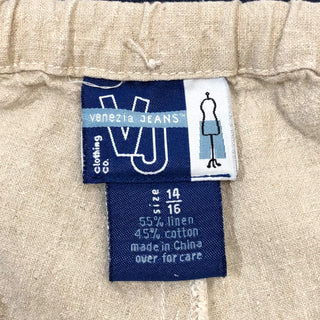 VJ
venezia JEANS™
Clothing Co.
size 14/16
55% linen
45% cotton
made in China
over for care